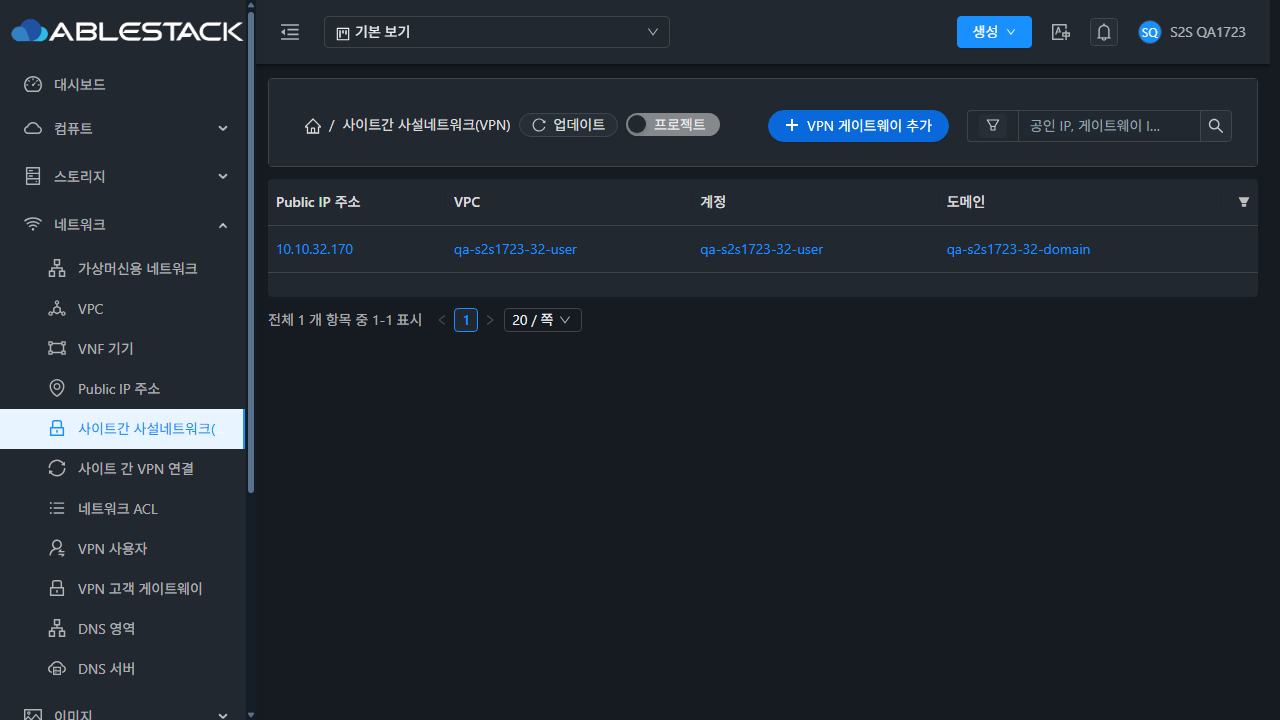 ABLESTACK
기본 보기
생성
SQ
S2S QA1723
대시보드
컴퓨트
스토리지
네트워크
가상머신용 네트워크
VPC
VNF 기기
Public IP 주소
사이트간 사설네트워크(
사이트 간 VPN 연결
네트워크 ACL
VPN 사용자
VPN 고객 게이트웨이
DNS 영역
DNS 서버
이미지
/ 사이트간 사설네트워크(VPN)
업데이트
프로젝트
VPN 게이트웨이 추가
공인 IP, 게이트웨이 I...
Public IP 주소 VPC 계정 도메인
10.10.32.170 qa-s2s1723-32-user qa-s2s1723-32-user qa-s2s1723-32-domain
전체 1 개 항목 중 1-1 표시 1 20 / 쪽